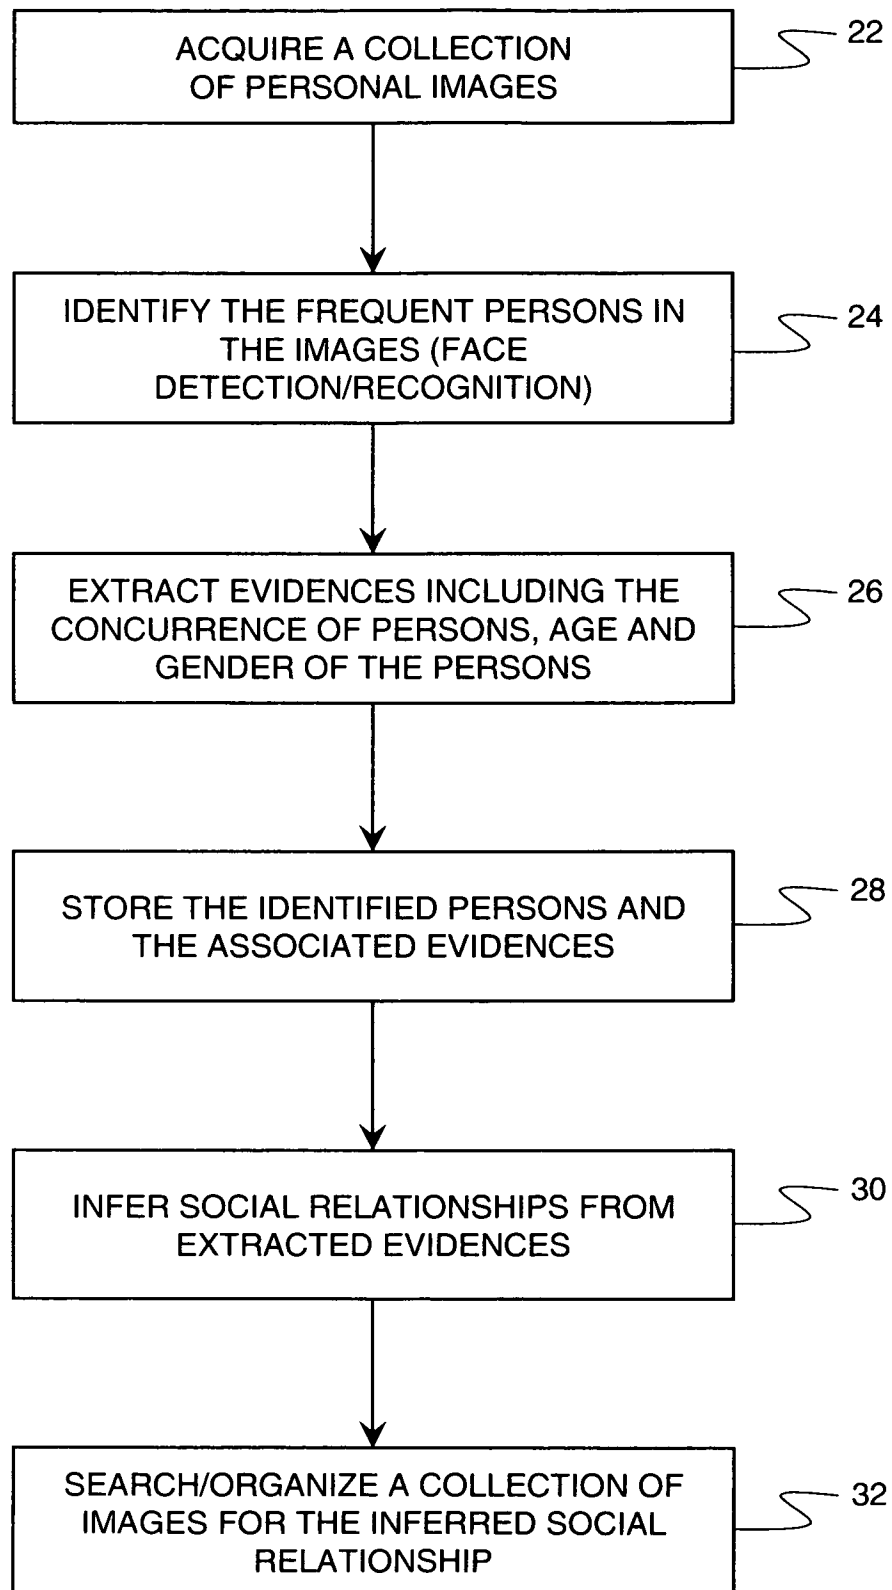 ACQUIRE A COLLECTION
OF PERSONAL IMAGES
22
IDENTIFY THE FREQUENT PERSONS IN
THE IMAGES (FACE
DETECTION/RECOGNITION)
24
EXTRACT EVIDENCES INCLUDING THE
CONCURRENCE OF PERSONS, AGE AND
GENDER OF THE PERSONS
26
STORE THE IDENTIFIED PERSONS AND
THE ASSOCIATED EVIDENCES
28
INFER SOCIAL RELATIONSHIPS FROM
EXTRACTED EVIDENCES
30
SEARCH/ORGANIZE A COLLECTION OF
IMAGES FOR THE INFERRED SOCIAL
RELATIONSHIP
32